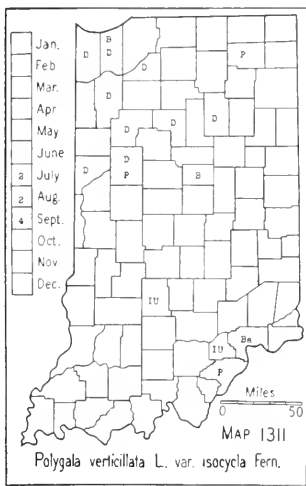 Jan.
Feb
Mar.
Apr
May
June
2 July
2 Aug.
4 Sept.
Oct.
Nov
Dec.
B
D D P
D
D
D D
D
D P B
IU
IU Ba
P
Miles
0 50
MAP 1311
Polygala verticillata L. var. isocycla Fern.